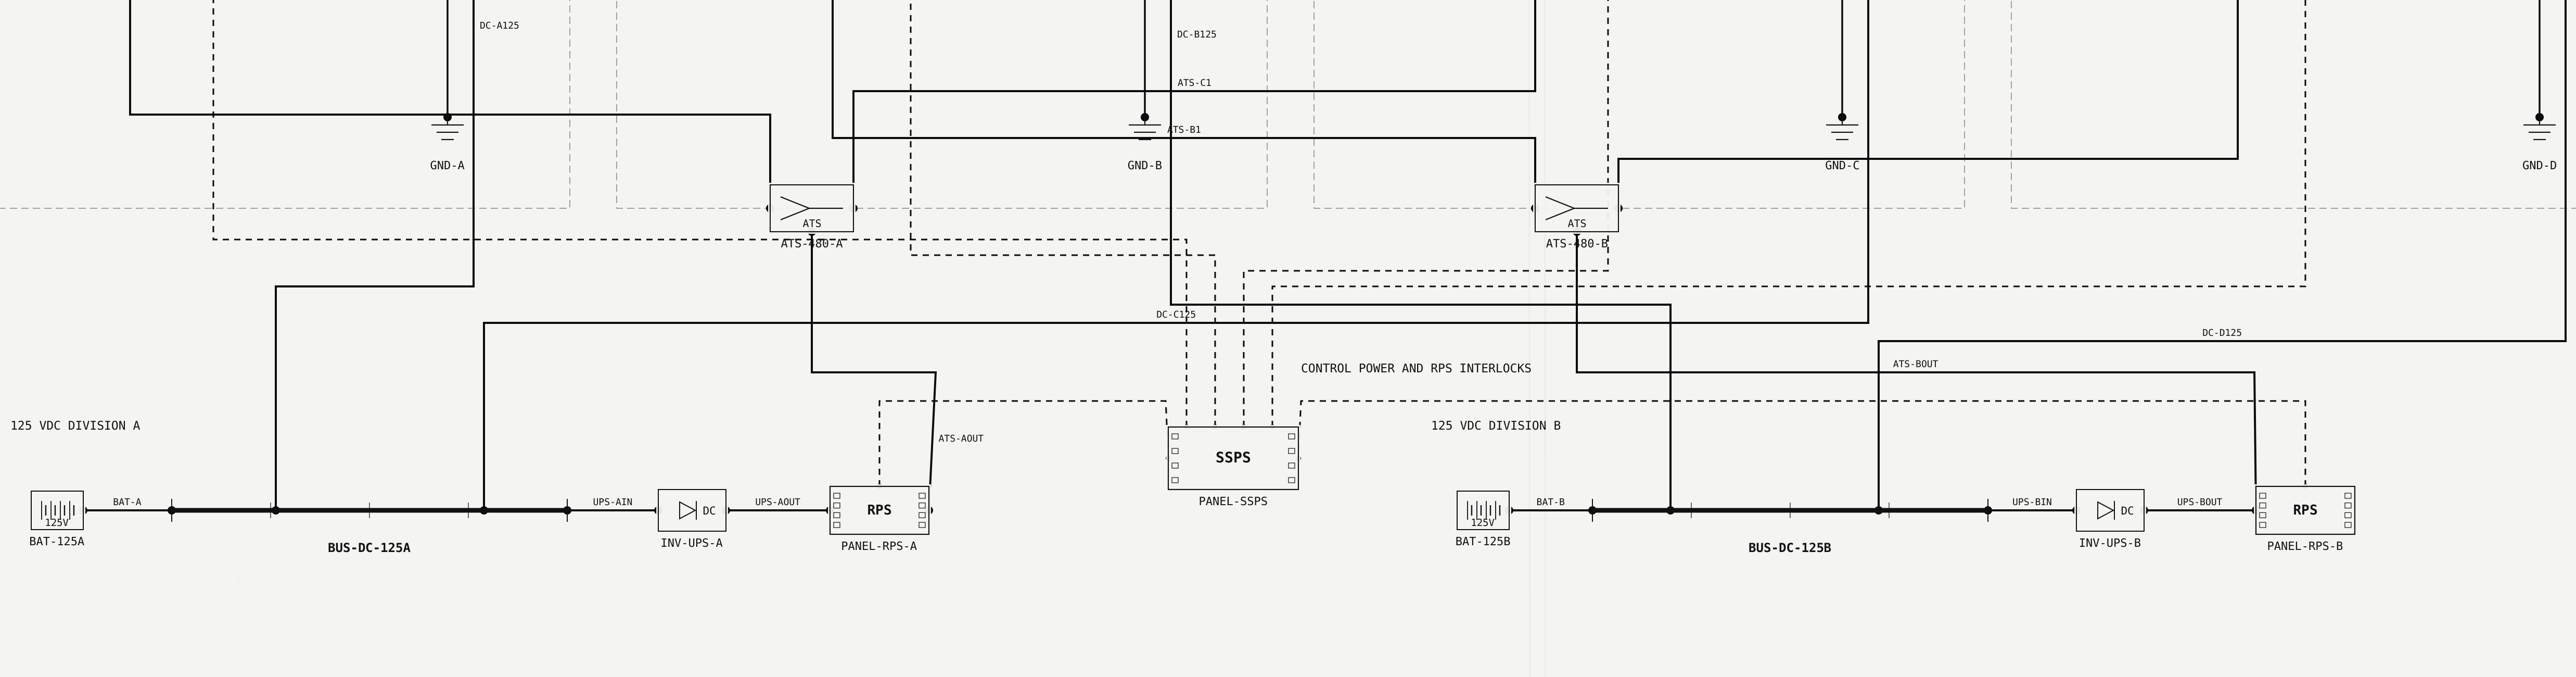 DC-A125
DC-B125
ATS-C1
ATS-B1
GND-A
GND-B
GND-C
GND-D
ATS
ATS-480-A
ATS
ATS-480-B
DC-C125
DC-D125
CONTROL POWER AND RPS INTERLOCKS
ATS-BOUT
125 VDC DIVISION A
125 VDC DIVISION B
ATS-AOUT
SSPS
PANEL-SSPS
125V
BAT-125A
BAT-A
BUS-DC-125A
UPS-AIN
DC
INV-UPS-A
UPS-AOUT
RPS
PANEL-RPS-A
125V
BAT-125B
BAT-B
BUS-DC-125B
UPS-BIN
DC
INV-UPS-B
UPS-BOUT
RPS
PANEL-RPS-B